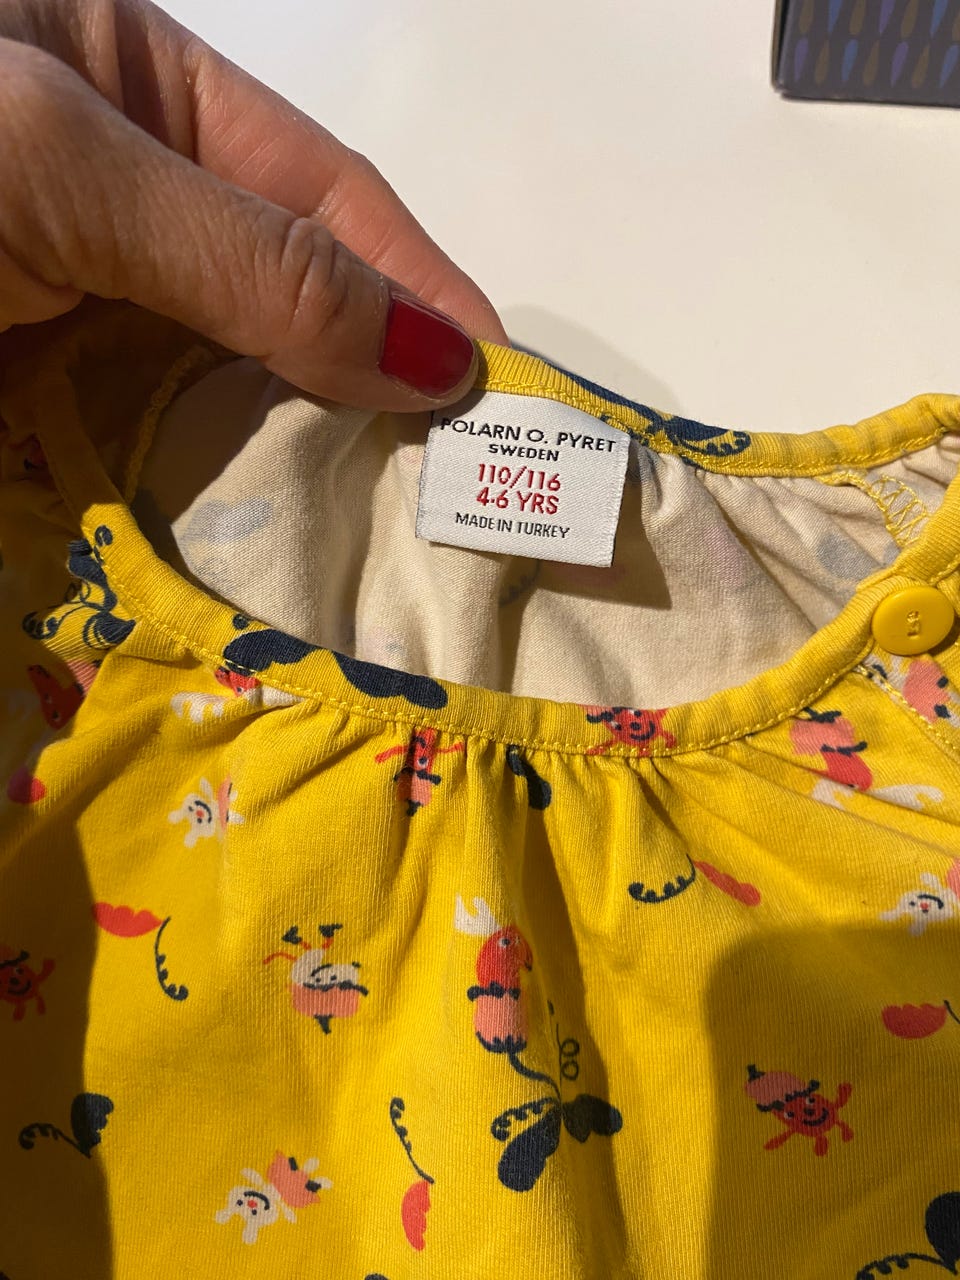 POLARN O. PYRET
SWEDEN
110/116
4-6 YRS
MADE IN TURKEY